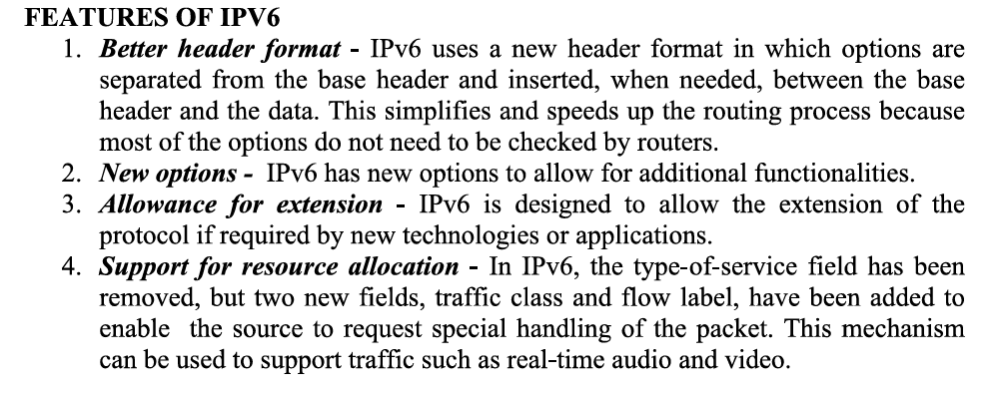 FEATURES OF IPV6
1. Better header format - IPv6 uses a new header format in which options are
separated from the base header and inserted, when needed, between the base
header and the data. This simplifies and speeds up the routing process because
most of the options do not need to be checked by routers.
2. New options - IPv6 has new options to allow for additional functionalities.
3. Allowance for extension - IPv6 is designed to allow the extension of the
protocol if required by new technologies or applications.
4. Support for resource allocation - In IPv6, the type-of-service field has been
removed, but two new fields, traffic class and flow label, have been added to
enable the source to request special handling of the packet. This mechanism
can be used to support traffic such as real-time audio and video.